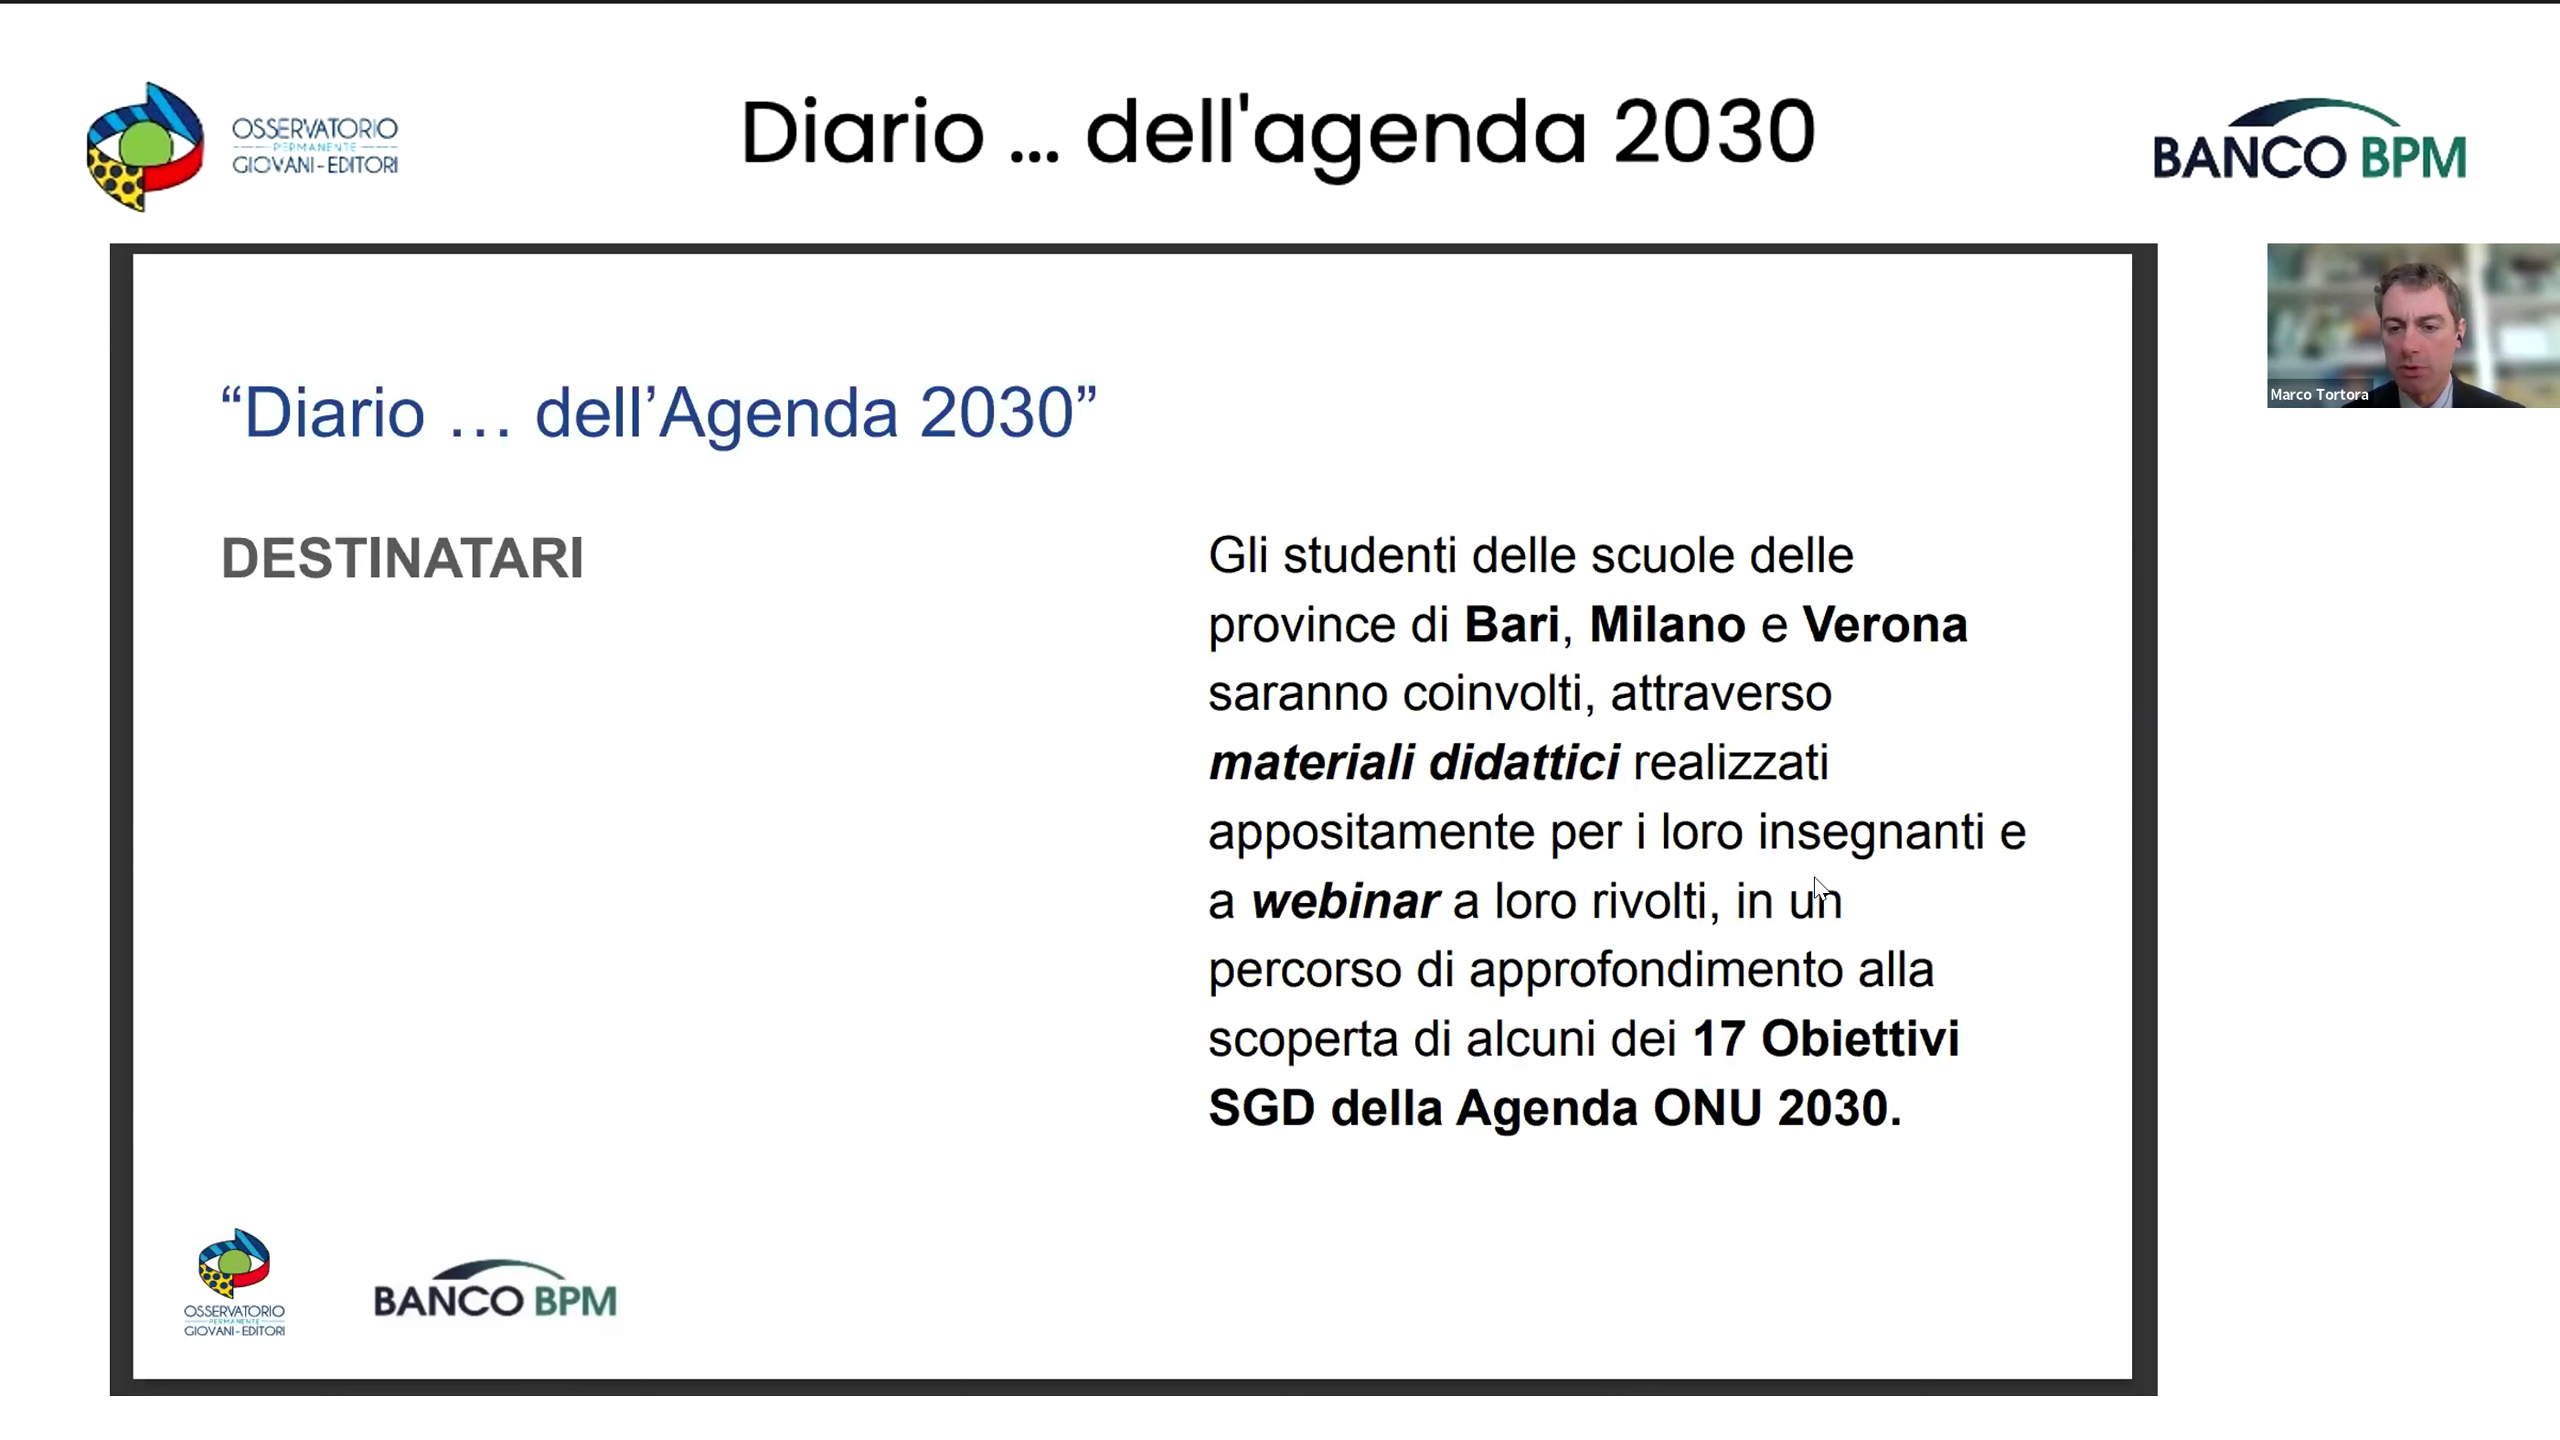 OSSERVATORIO
PERMANENTE
GIOVANI-EDITORI
Diario ... dell'agenda 2030
BANCO BPM
Marco Tortora
“Diario … dell’Agenda 2030”
DESTINATARI
Gli studenti delle scuole delle
province di Bari, Milano e Verona
saranno coinvolti, attraverso
materiali didattici realizzati
appositamente per i loro insegnanti e
a webinar a loro rivolti, in un
percorso di approfondimento alla
scoperta di alcuni dei 17 Obiettivi
SGD della Agenda ONU 2030.
OSSERVATORIO
PERMANENTE
GIOVANI-EDITORI
BANCO BPM